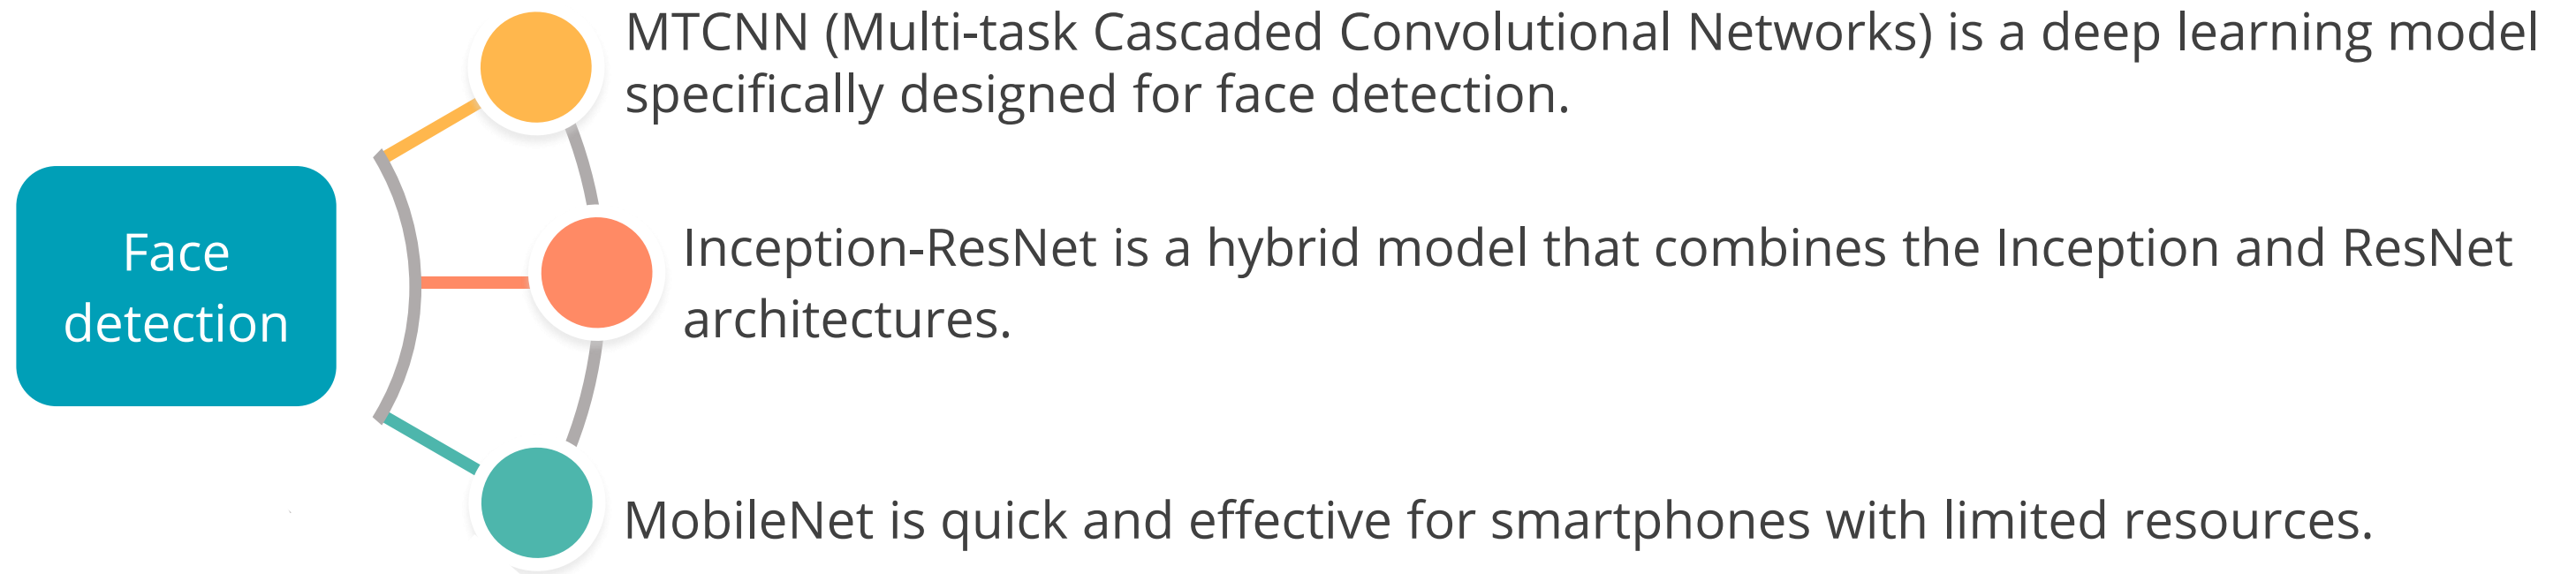 MTCNN (Multi-task Cascaded Convolutional Networks) is a deep learning model
specifically designed for face detection.
Face
detection
Inception-ResNet is a hybrid model that combines the Inception and ResNet
architectures.
MobileNet is quick and effective for smartphones with limited resources.